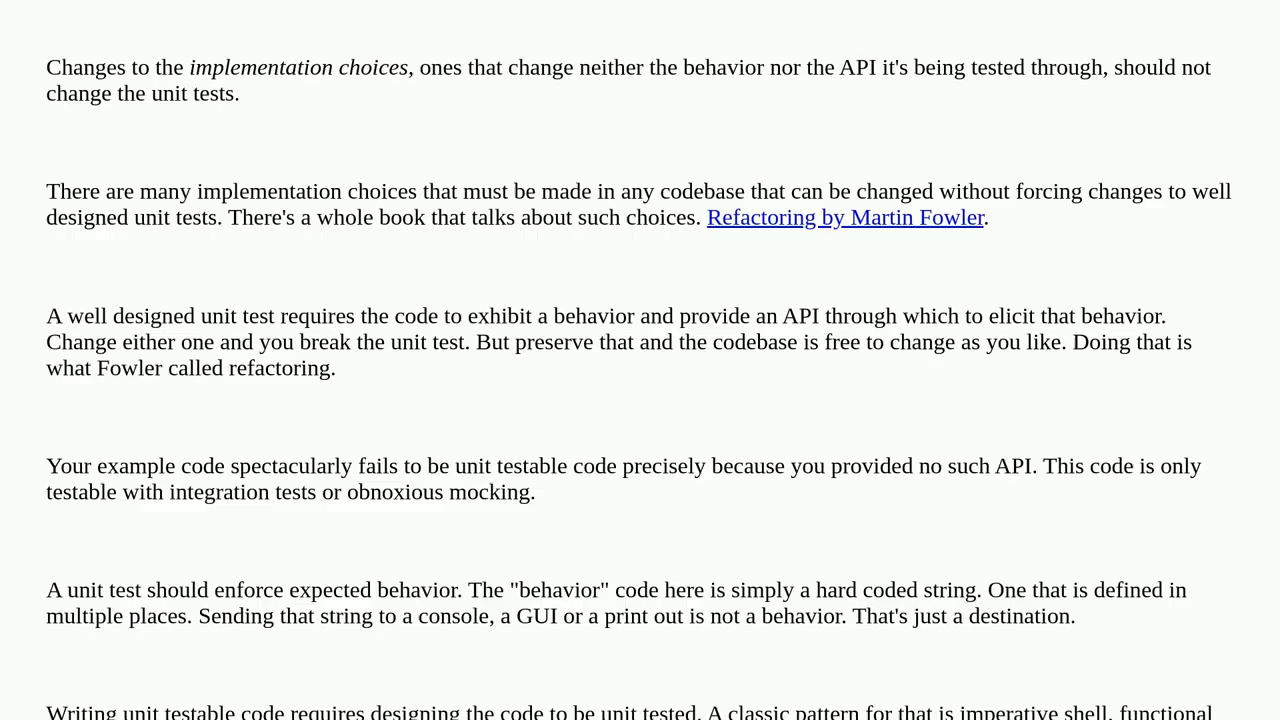 Changes to the implementation choices, ones that change neither the behavior nor the API it's being tested through, should not
change the unit tests.
There are many implementation choices that must be made in any codebase that can be changed without forcing changes to well
designed unit tests. There's a whole book that talks about such choices. Refactoring by Martin Fowler.
A well designed unit test requires the code to exhibit a behavior and provide an API through which to elicit that behavior.
Change either one and you break the unit test. But preserve that and the codebase is free to change as you like. Doing that is
what Fowler called refactoring.
Your example code spectacularly fails to be unit testable code precisely because you provided no such API. This code is only
testable with integration tests or obnoxious mocking.
A unit test should enforce expected behavior. The "behavior" code here is simply a hard coded string. One that is defined in
multiple places. Sending that string to a console, a GUI or a print out is not a behavior. That's just a destination.
Writing unit testable code requires designing the code to be unit tested. A classic pattern for that is imperative shell, functional